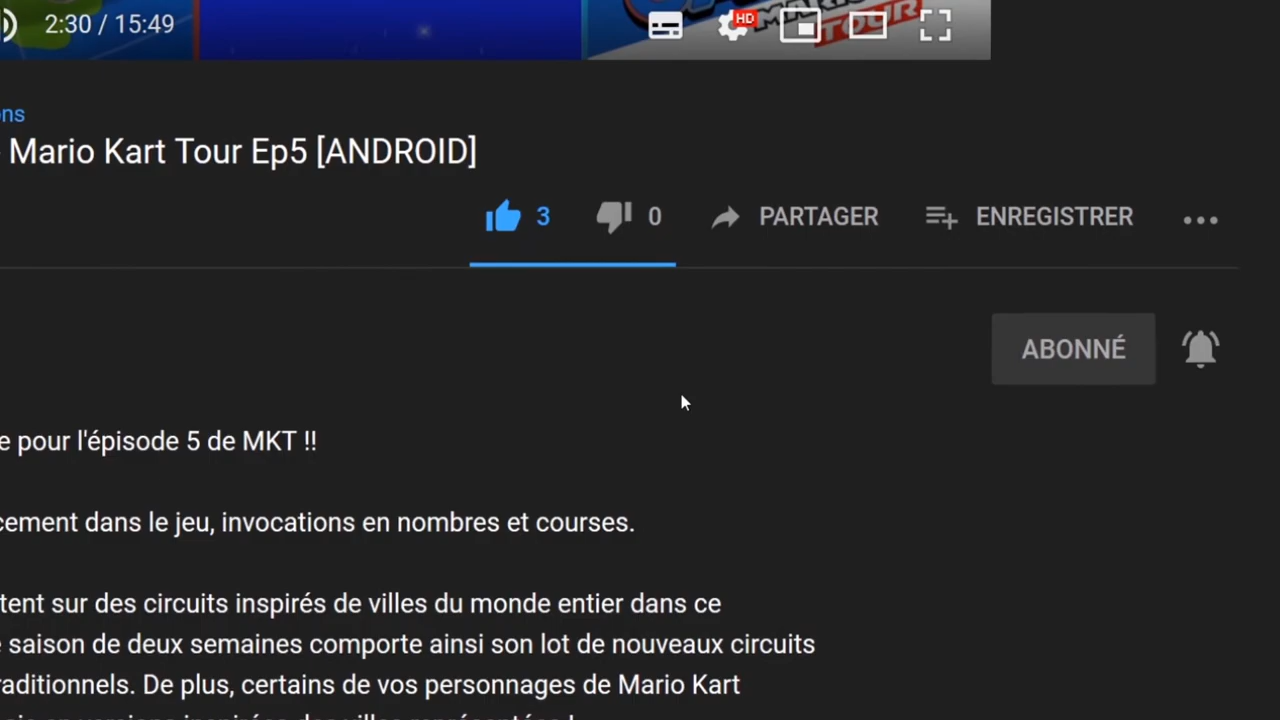 2:30 / 15:49
HD
MARIO
TOUR
ns
Mario Kart Tour Ep5 [ANDROID]
3
0
PARTAGER
ENREGISTRER
ABONNÉ
e pour l'épisode 5 de MKT !!
cement dans le jeu, invocations en nombres et courses.
tent sur des circuits inspirés de villes du monde entier dans ce
e saison de deux semaines comporte ainsi son lot de nouveaux circuits
raditionnels. De plus, certains de vos personnages de Mario Kart